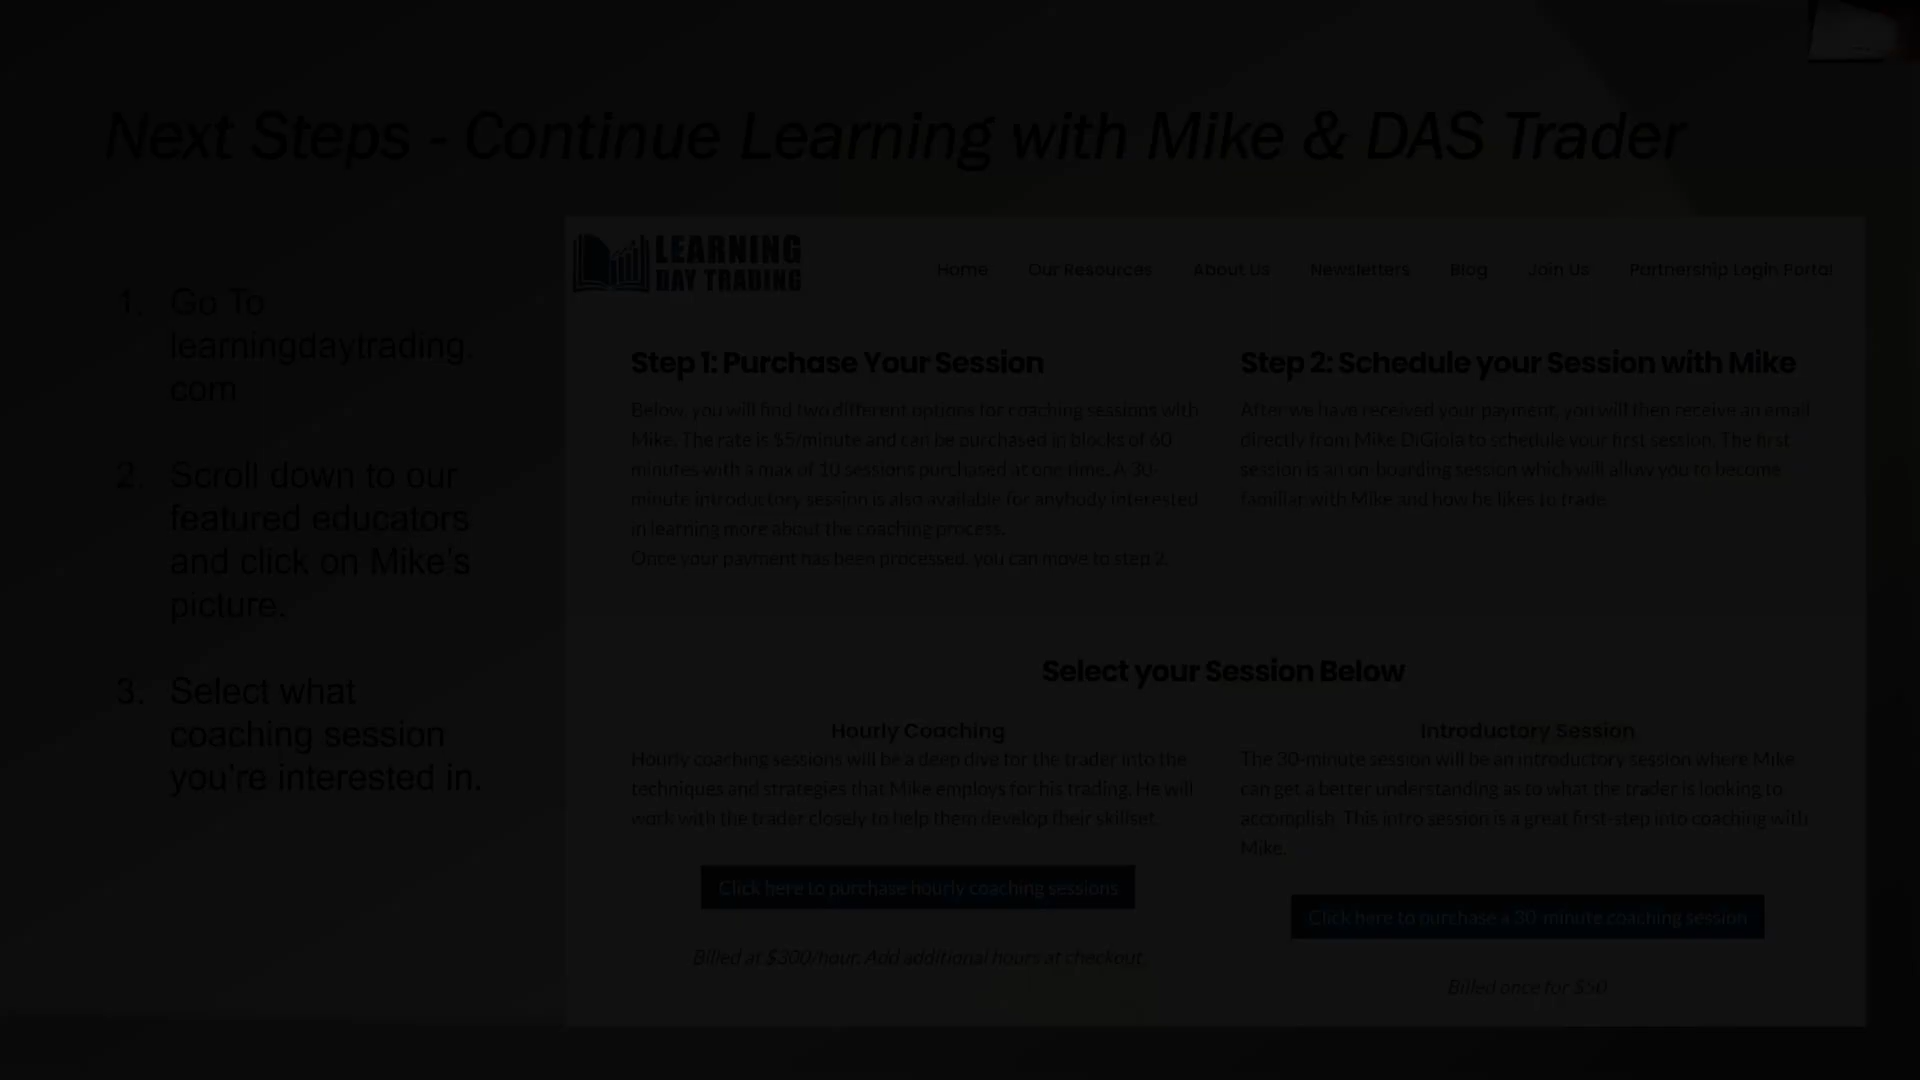 Next Steps - Continue Learning with Mike & DAS Trader
1. Go To
learningdaytrading.
com
2. Scroll down to our
featured educators
and click on Mike's
picture.
3. Select what
coaching session
you're interested in.
LEARNING
DAY TRADING
Home Our Resources About Us Newsletters Blog Join Us Partnership Login Portal
Step 1: Purchase Your Session
Below, you will find two different options for coaching sessions with
Mike. The rate is $5/minute and can be purchased in blocks of 60
minutes with a max of 10 sessions purchased at one time. A 30-
minute introductory session is also available for anybody interested
in learning more about the coaching process.
Once your payment has been processed, you can move to step 2.
Step 2: Schedule your Session with Mike
After we have received your payment, you will then receive an email
directly from Mike DiGioia to schedule your first session. The first
session is an on-boarding session which will allow you to become
familiar with Mike and how he likes to trade.
Select your Session Below
Hourly Coaching
Hourly coaching sessions will be a deep dive for the trader into the
techniques and strategies that Mike employs for his trading. He will
work with the trader closely to help them develop their skillset.
Click here to purchase hourly coaching sessions
Billed at $300/hour. Add additional hours at checkout.
Introductory Session
The 30-minute session will be an introductory session where Mike
can get a better understanding as to what the trader is looking to
accomplish. This intro session is a great first-step into coaching with
Mike.
Click here to purchase a 30-minute coaching session
Billed once for $50